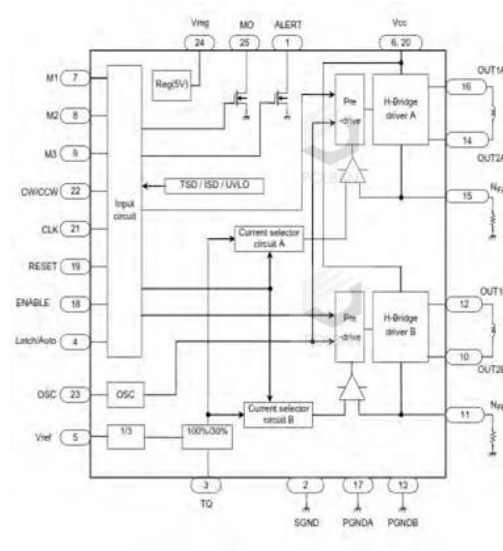 Vreg MO ALERT Vcc
24 25 1 6, 20
M1 7
M2 8
M3 9
CW/CCW 22
CLK 21
RESET 19
ENABLE 18
Latch/Auto 4
OSC 23
Vref 5
Input
circuit
Reg(5V)
TSD / ISD / UVLO
Current selector
circuit A
Pre
-drive
H-Bridge
driver A
OUT1A
16
14
OUT2A
15
Pre
-drive
H-Bridge
driver B
OUT1
12
10
11
OSC
1/3
100%/30%
Current selector
circuit B
3 2 17 13
TQ SGND PGNDA PGNDB